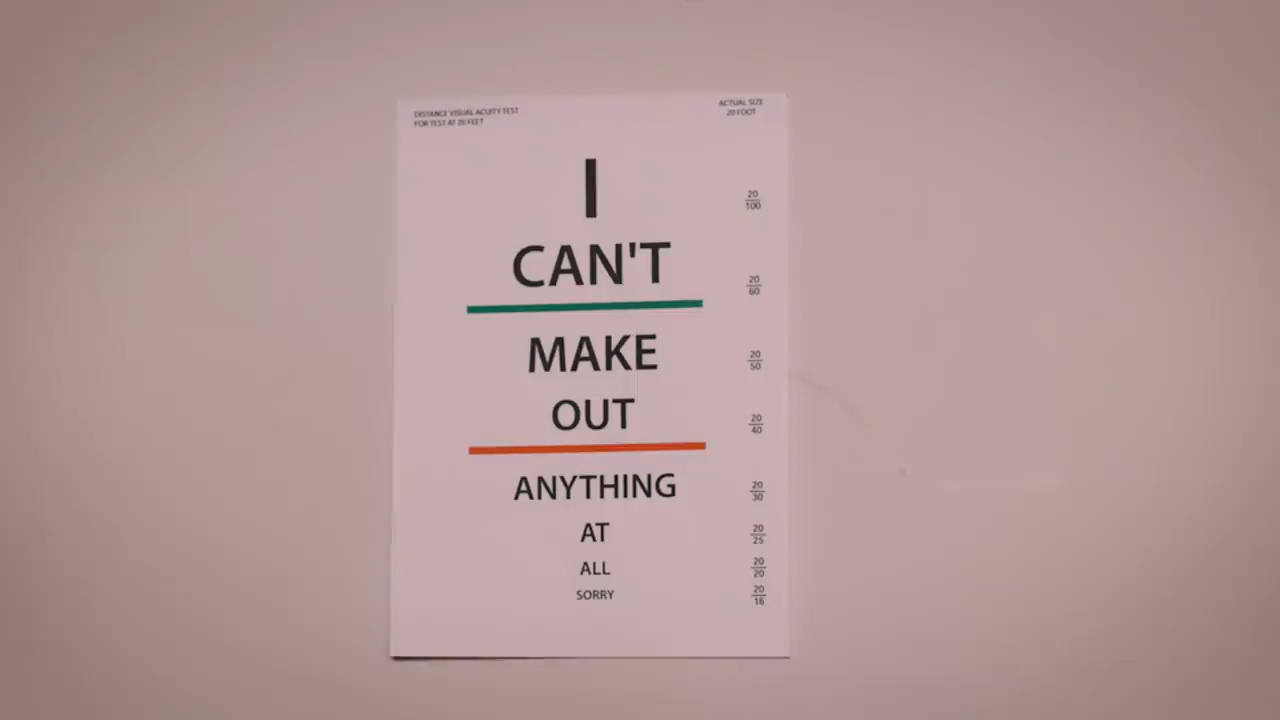 DISTANCE VISUAL ACUITY TEST
FOR TEST AT 20 FEET
ACTUAL SIZE
20 FOOT
I
20
100
CAN'T
20
60
MAKE
20
50
OUT
20
40
ANYTHING
20
30
AT
20
25
ALL
20
20
SORRY
20
16